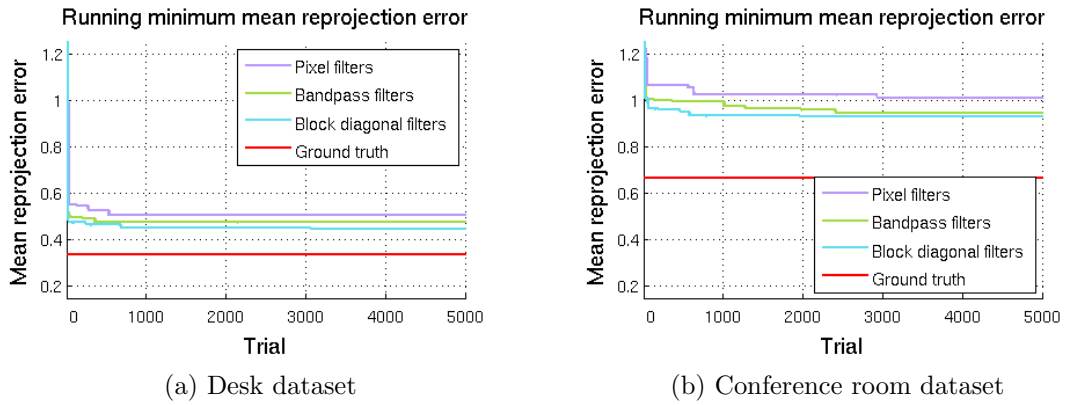 Running minimum mean reprojection error
Mean reprojection error
1.2
1
0.8
0.6
0.4
0.2
Pixel filters
Bandpass filters
Block diagonal filters
Ground truth
0 1000 2000 3000 4000 5000
Trial
(a) Desk dataset
Running minimum mean reprojection error
Mean reprojection error
1.2
1
0.8
0.6
0.4
0.2
Pixel filters
Bandpass filters
Block diagonal filters
Ground truth
0 1000 2000 3000 4000 5000
Trial
(b) Conference room dataset